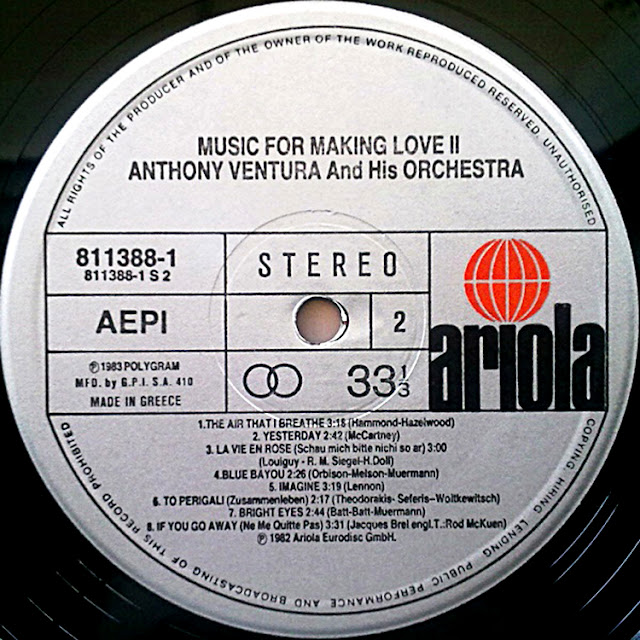 ALL RIGHTS OF THE PRODUCER AND OF THE OWNER OF THE WORK REPRODUCED RESERVED. UNAUTHORISED
COPYING, HIRING, LENDING, PUBLIC PERFORMANCE AND BROADCASTING OF THIS RECORD PROHIBITED
MUSIC FOR MAKING LOVE II
ANTHONY VENTURA And His ORCHESTRA
811388-1
811388-1 S 2
STEREO
AEPI
2
℗1983 POLYGRAM
MFD. by G.P.I. S.A. 410
MADE IN GREECE
33 1/3
ariola
1.THE AIR THAT I BREATHE 3:18 (Hammond-Hazelwood)
2. YESTERDAY 2:42 (McCartney)
3. LA VIE EN ROSE (Schau mich bitte nichi so ar) 3:00
(Louiguy - R. M. Siegel-H.Doll)
4.BLUE BAYOU 2:26 (Orbison-Melson-Muermann)
5. IMAGINE 3:19 (Lennon)
6. TO PERIGALI (Zusammenleben) 2:17 (Theodorakis- Seferis-Woitkewitsch)
7. BRIGHT EYES 2:44 (Batt-Batt-Muermann)
8. IF YOU GO AWAY (Ne Me Quitte Pas) 3:31 (Jacques Brel engl.T.:Rod McKuen)
℗ 1982 Ariola Eurodisc GmbH.